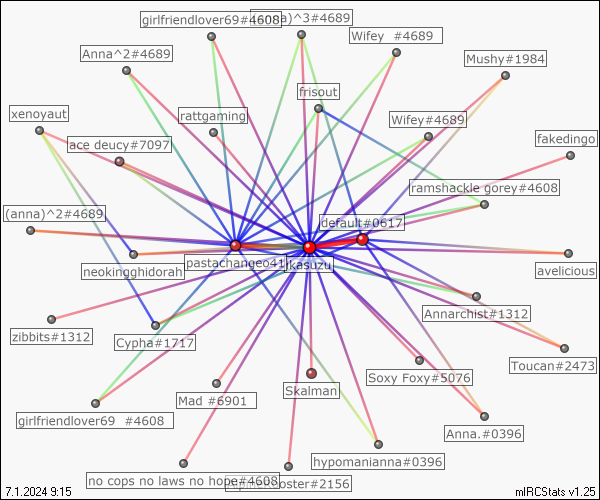 girlfriendlover69#4608
(anna)^3#4689
Wifey #4689
Anna^2#4689
Mushy#1984
frisout
xenoyaut
rattgaming
Wifey#4689
ace deucy#7097
fakedingo
ramshackle gorey#4608
(anna)^2#4689
default#0617
pastachangeo41
kasuzu
neokingghidorah
avelicious
Annarchist#1312
zibbits#1312
Cypha#1717
Toucan#2473
Soxy Foxy#5076
Skalman
Mad #6901
girlfriendlover69 #4608
Anna.#0396
hypomanianna#0396
no cops no laws no hope#4608
7.1.2024 9:15
mIRCStats v1.25